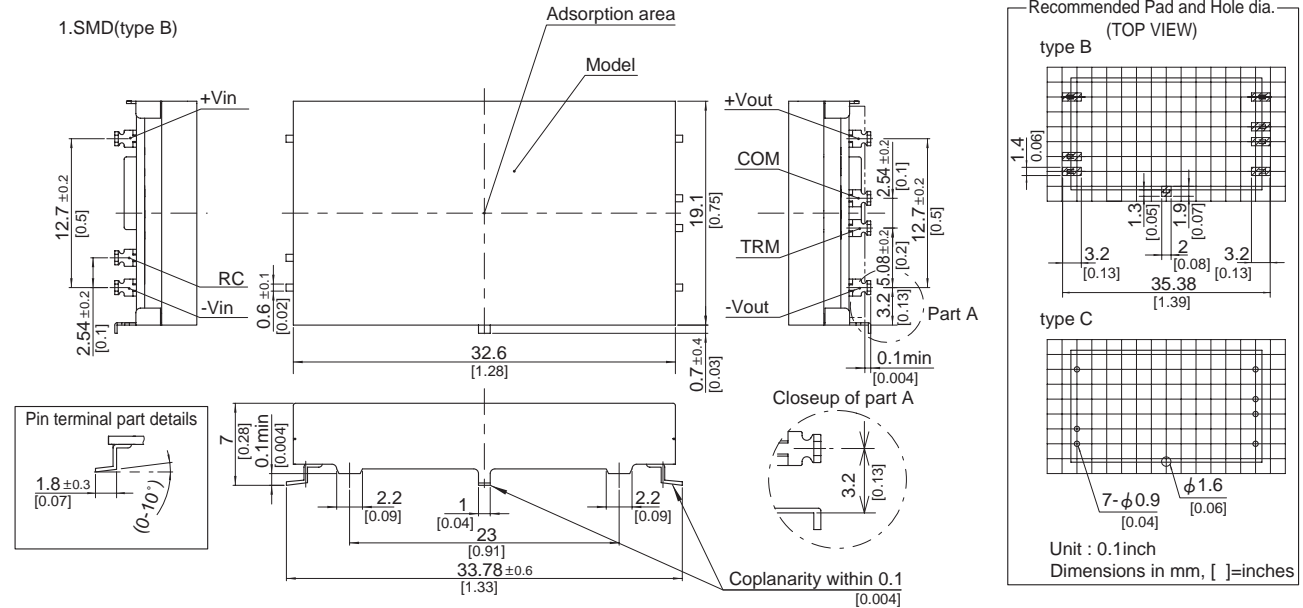 1.SMD(type B)
Adsorption area
Model
+Vin
RC
-Vin
12.7 ±0.2
[0.5]
2.54 ±0.2
[0.1]
0.6 ±0.1
[0.02]
19.1
[0.75]
32.6
[1.28]
0.7±0.4
[0.03]
+Vout
COM
TRM
-Vout
2.54 ±0.2
[0.1]
5.08±0.2
[0.2]
3.2
[0.13]
12.7±0.2
[0.5]
Part A
0.1min
[0.004]
Pin terminal part details
1.8±0.3
[0.07]
(0-10°)
7
[0.28]
0.1min
[0.004]
2.2
[0.09]
1
[0.04]
2.2
[0.09]
23
[0.91]
33.78±0.6
[1.33]
Closeup of part A
3.2
[0.13]
Coplanarity within 0.1
[0.004]
Recommended Pad and Hole dia.
(TOP VIEW)
type B
1.4
0.06]
1.3
[0.05]
1.9
[0.07]
3.2
[0.13]
2
[0.08]
3.2
[0.13]
35.38
[1.39]
type C
7-ϕ0.9
[0.04]
ϕ1.6
[0.06]
Unit : 0.1inch
Dimensions in mm, [ ]=inches